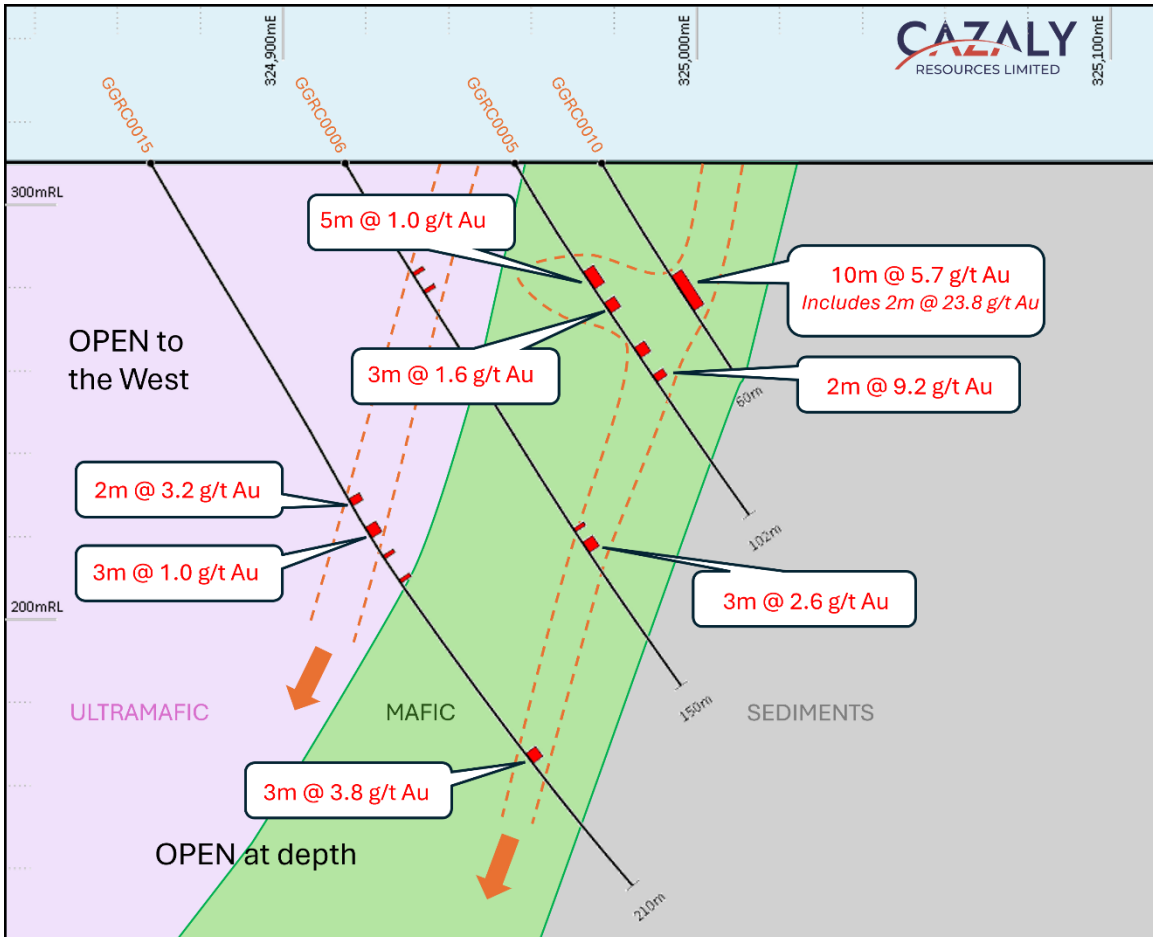 324,900mE
325,000mE
325,100mE
CAZALY
RESOURCES LIMITED
GGRC0015
GGRC0006
GGRC0005
GGRC0010
300mRL
5m @ 1.0 g/t Au
10m @ 5.7 g/t Au
Includes 2m @ 23.8 g/t Au
OPEN to
the West
3m @ 1.6 g/t Au
2m @ 9.2 g/t Au
60m
2m @ 3.2 g/t Au
102m
3m @ 1.0 g/t Au
3m @ 2.6 g/t Au
200mRL
150m
ULTRAMAFIC
MAFIC
SEDIMENTS
3m @ 3.8 g/t Au
OPEN at depth
210m